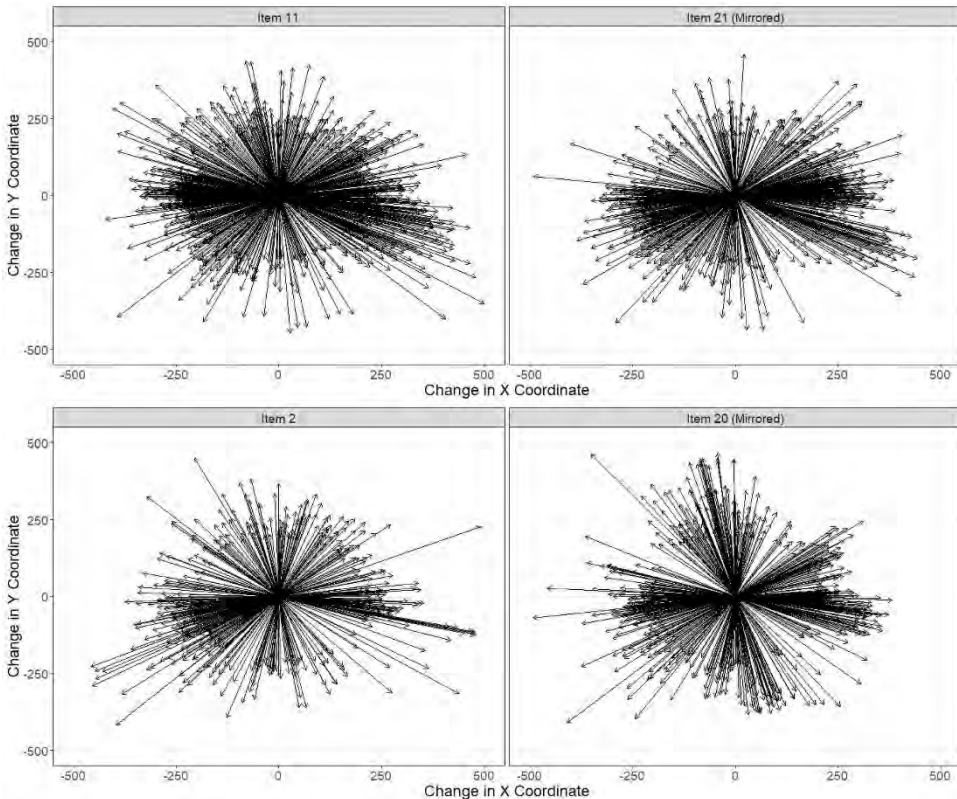 Item 11
Item 21 (Mirrored)
500
250
0
-250
-500
Change in Y Coordinate
-500 -250 0 250 500 -500 -250 0 250 500
Change in X Coordinate
Item 2
Item 20 (Mirrored)
500
250
0
-250
-500
Change in Y Coordinate
-500 -250 0 250 500 -500 -250 0 250 500
Change in X Coordinate